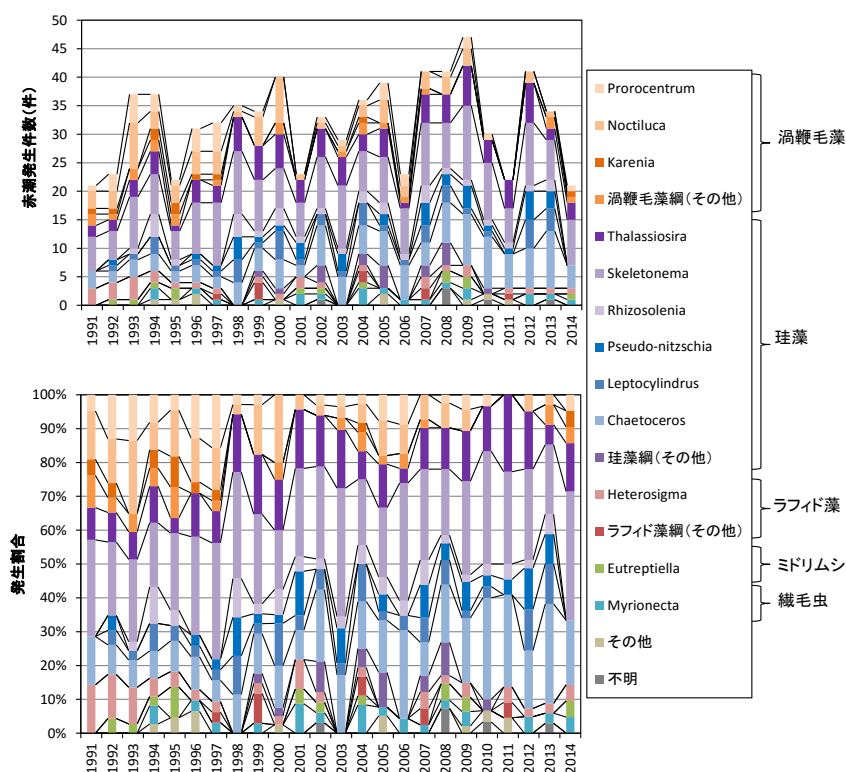 赤潮発生件数(件)
50
45
40
35
30
25
20
15
10
5
0
1991 1992 1993 1994 1995 1996 1997 1998 1999 2000 2001 2002 2003 2004 2005 2006 2007 2008 2009 2010 2011 2012 2013 2014
発生割合
100%
90%
80%
70%
60%
50%
40%
30%
20%
10%
0%
1991 1992 1993 1994 1995 1996 1997 1998 1999 2000 2001 2002 2003 2004 2005 2006 2007 2008 2009 2010 2011 2012 2013 2014
Prorocentrum
Noctiluca
Karenia
渦鞭毛藻綱(その他)
Thalassiosira
Skeletonema
Rhizosolenia
Pseudo-nitzschia
Leptocylindrus
Chaetoceros
珪藻綱(その他)
Heterosigma
ラフィド藻綱(その他)
Eutreptiella
Myrionecta
その他
不明
渦鞭毛藻
珪藻
ラフィド藻
ミドリムシ
繊毛虫